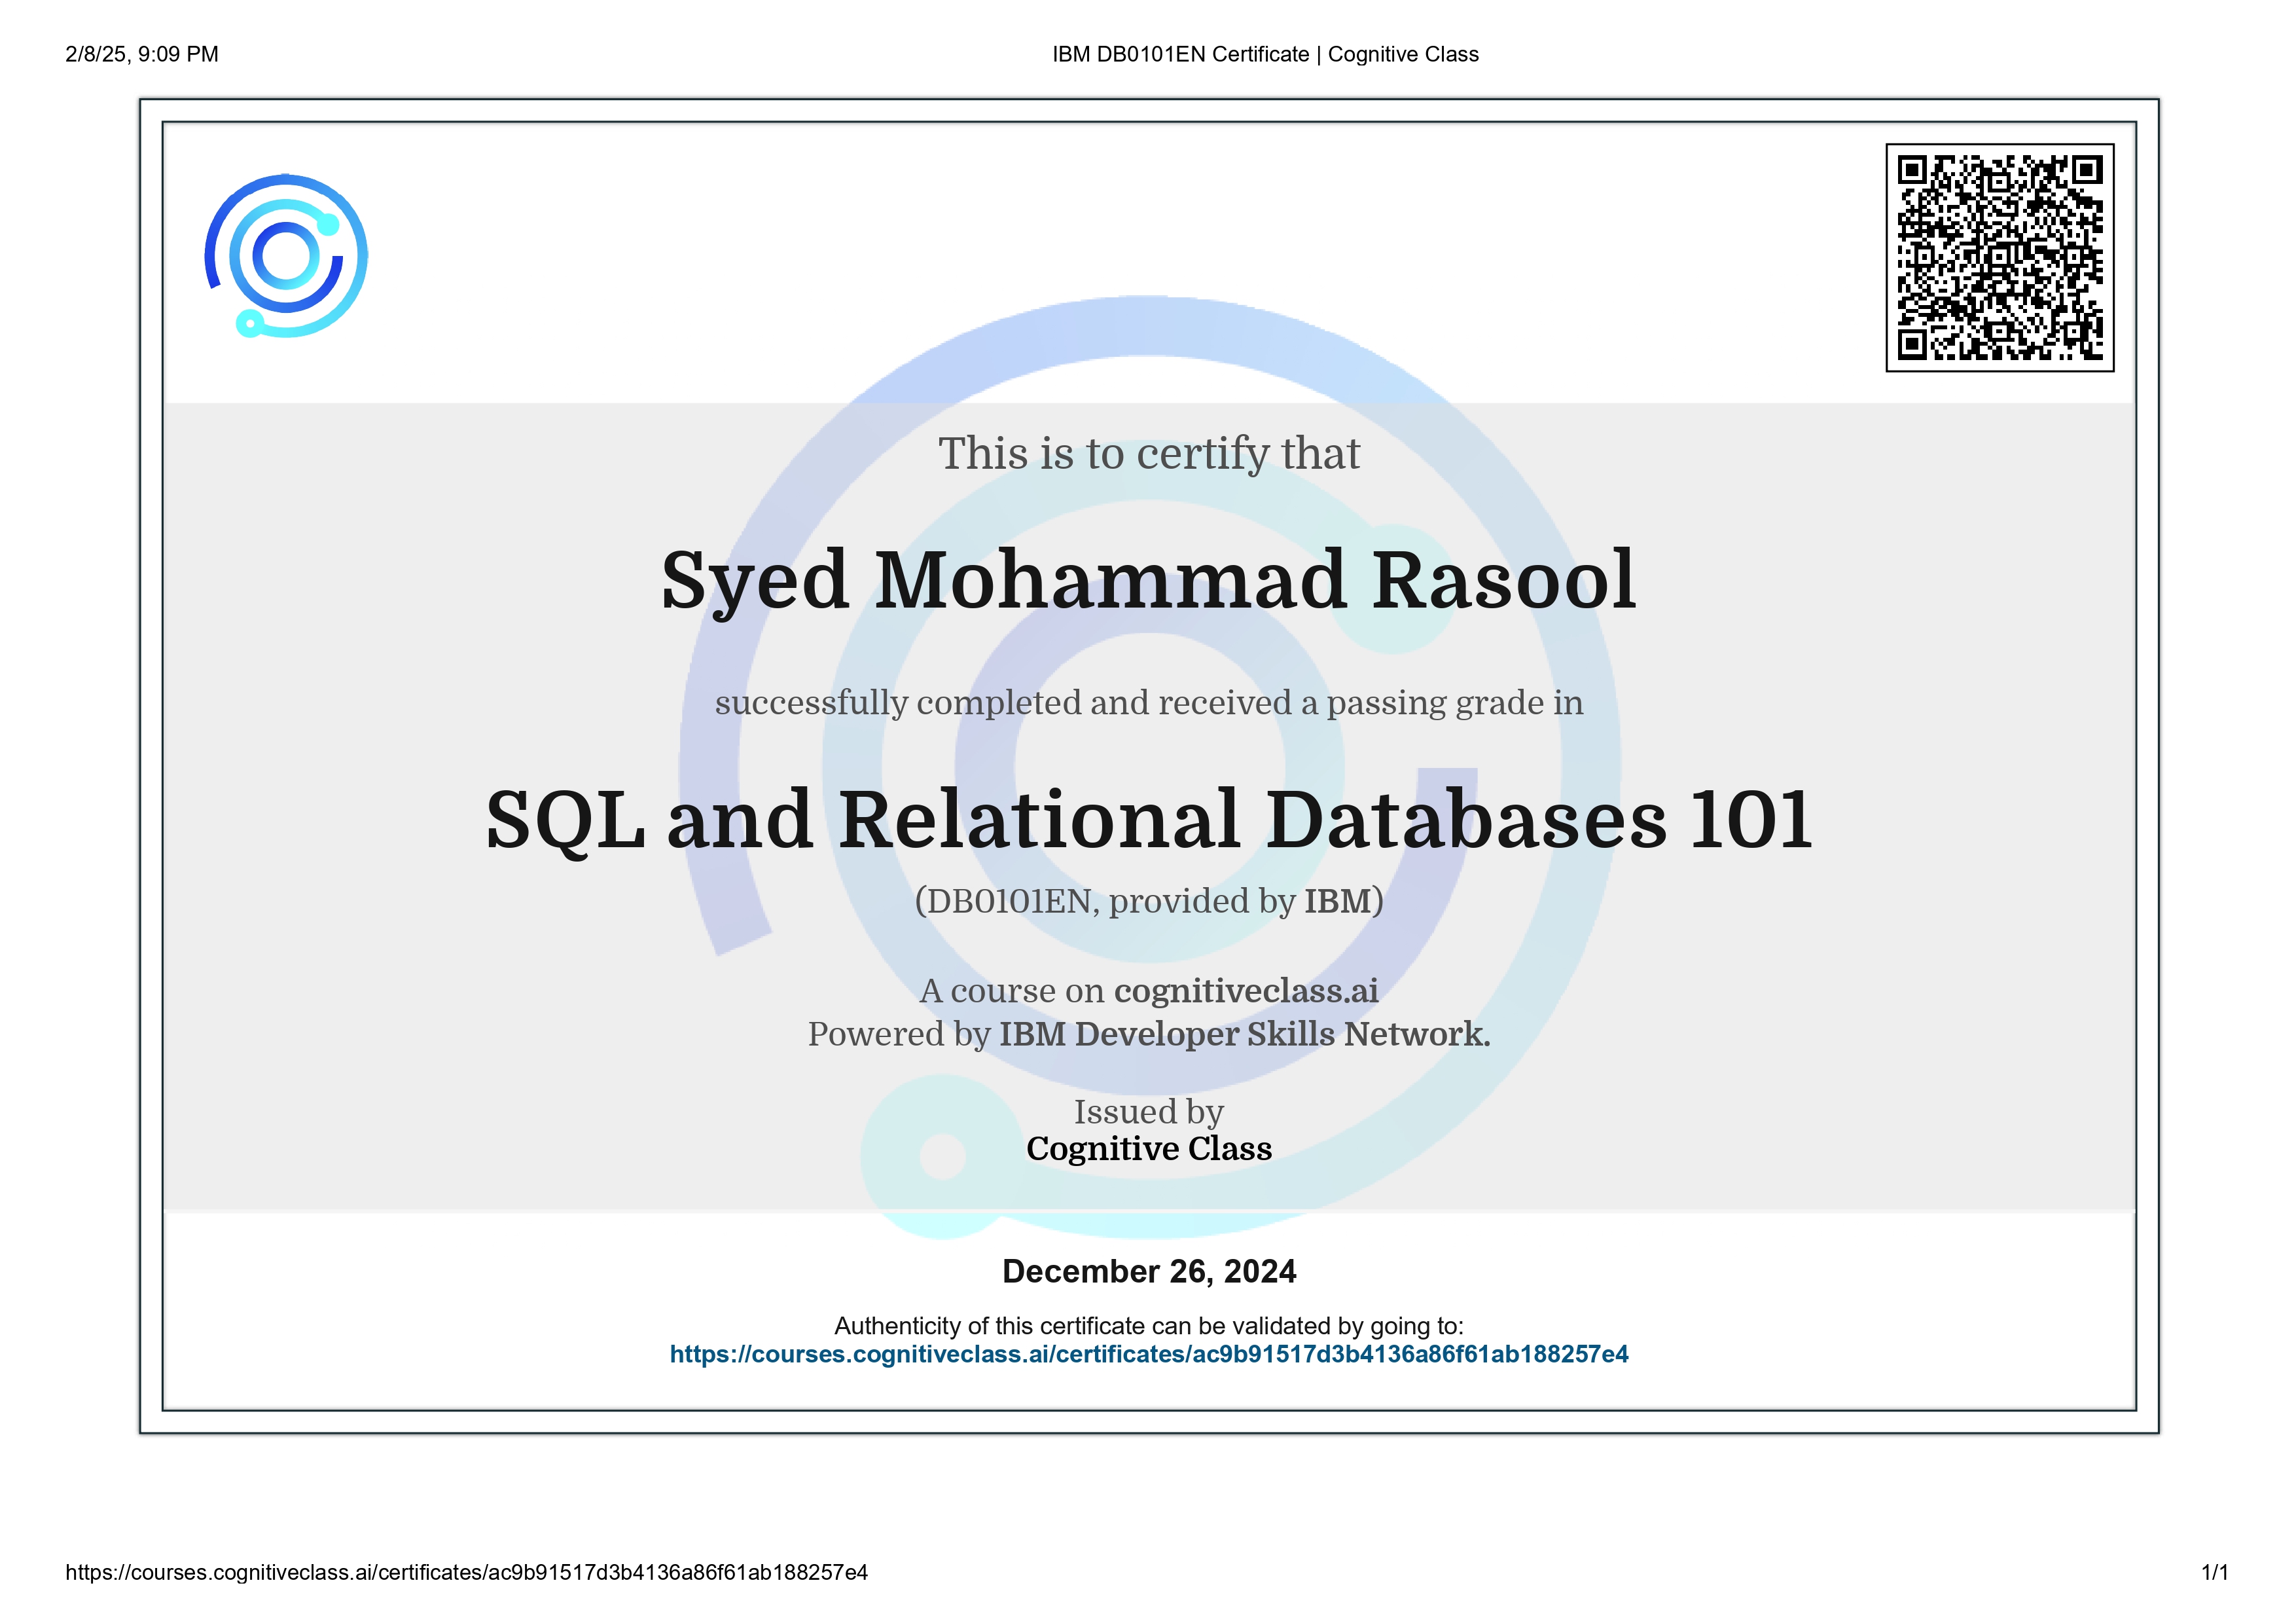 2/8/25, 9:09 PM
IBM DB0101EN Certificate | Cognitive Class
This is to certify that
Syed Mohammad Rasool
successfully completed and received a passing grade in
SQL and Relational Databases 101
(DB0101EN, provided by IBM)
A course on cognitiveclass.ai
Powered by IBM Developer Skills Network.
Issued by
Cognitive Class
December 26, 2024
Authenticity of this certificate can be validated by going to:
https://courses.cognitiveclass.ai/certificates/ac9b91517d3b4136a86f61ab188257e4
https://courses.cognitiveclass.ai/certificates/ac9b91517d3b4136a86f61ab188257e4
1/1